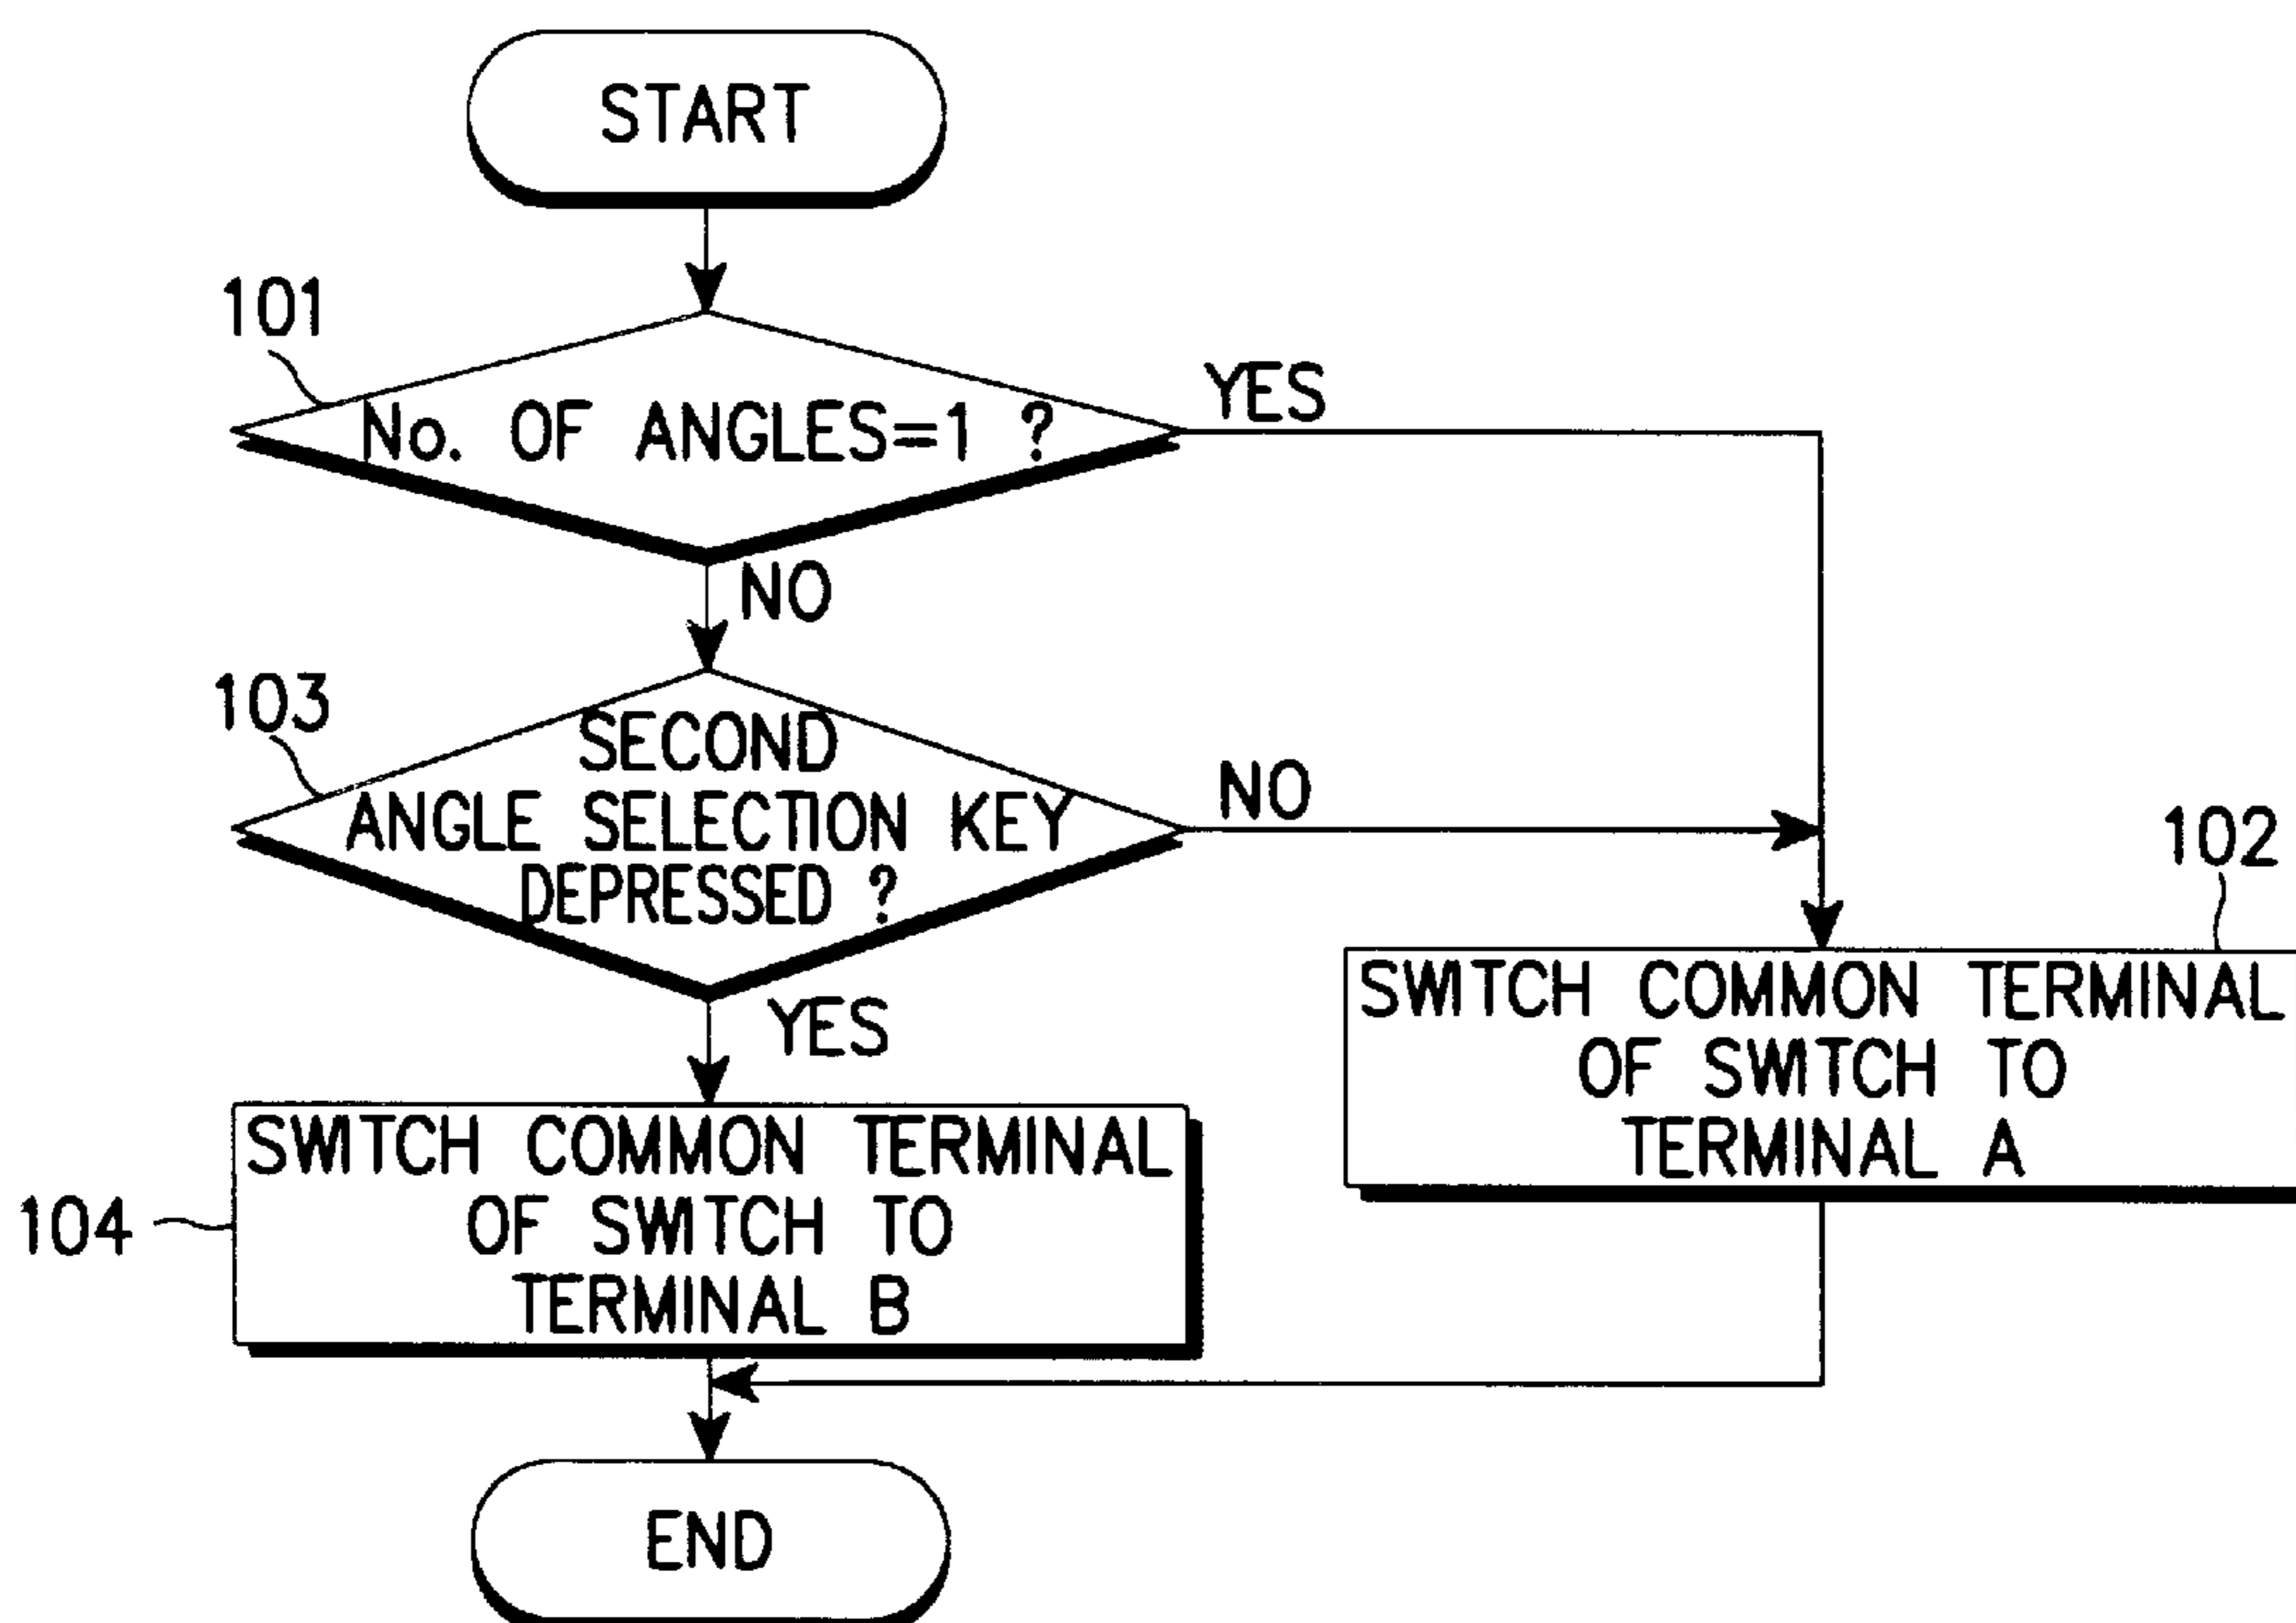 START
101
No. OF ANGLES=1 ?
YES
NO
103
SECOND
ANGLE SELECTION KEY
DEPRESSED ?
NO
YES
102
SWITCH COMMON TERMINAL
OF SWITCH TO
TERMINAL A
104
SWITCH COMMON TERMINAL
OF SWITCH TO
TERMINAL B
END